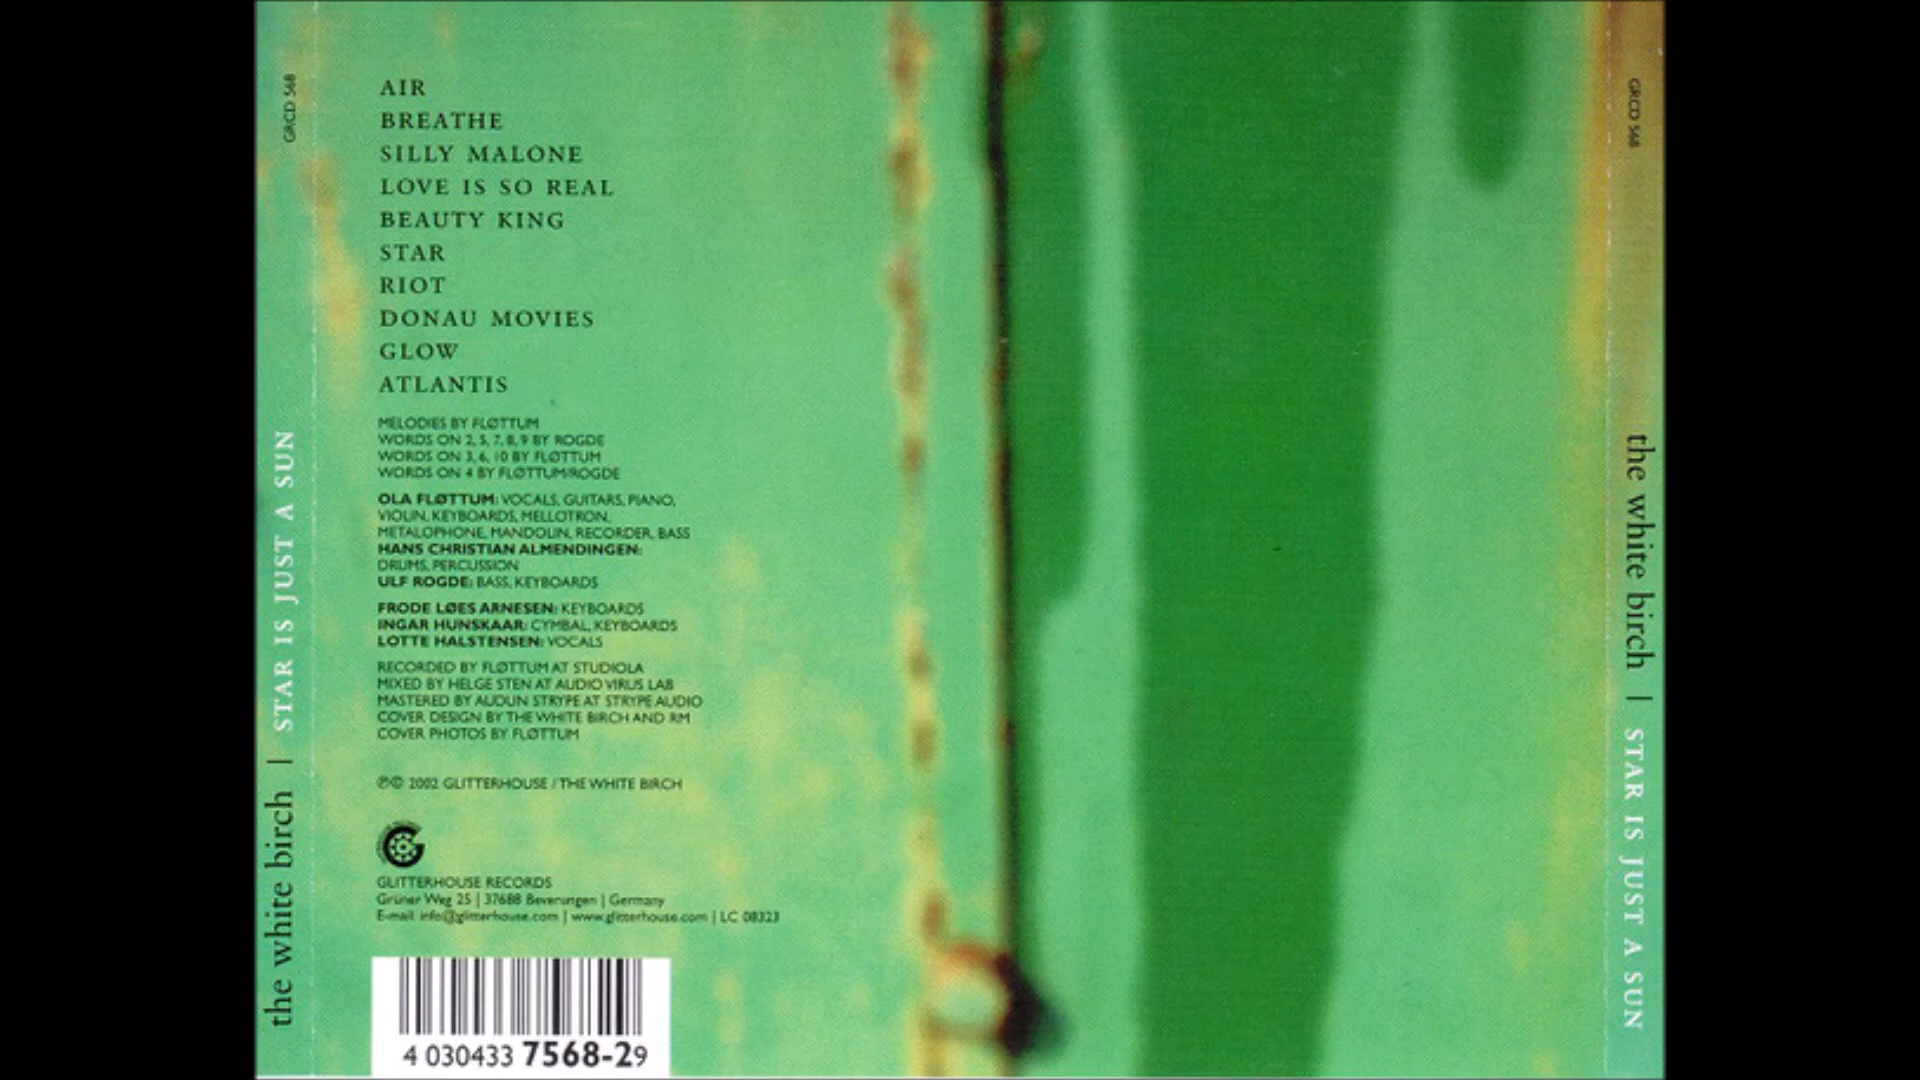 GRCD 568
the white birch | STAR IS JUST A SUN
AIR
BREATHE
SILLY MALONE
LOVE IS SO REAL
BEAUTY KING
STAR
RIOT
DONAU MOVIES
GLOW
ATLANTIS
MELODIES BY FLØTTUM
WORDS ON 2, 5, 7, 8, 9 BY ROGDE
WORDS ON 3, 6, 10 BY FLØTTUM
WORDS ON 4 BY FLØTTUM/ROGDE
OLA FLØTTUM: VOCALS, GUITARS, PIANO,
VIOLIN, KEYBOARDS, MELLOTRON,
METALOPHONE, MANDOLIN, RECORDER, BASS
HANS CHRISTIAN ALMENDINGEN:
DRUMS, PERCUSSION
ULF ROGDE: BASS, KEYBOARDS
FRODE LØES ARNESEN: KEYBOARDS
INGAR HUNSKAAR: CYMBAL, KEYBOARDS
LOTTE HALSTENSEN: VOCALS
RECORDED BY FLØTTUM AT STUDIOLA
MIXED BY HELGE STEN AT AUDIO VIRUS LAB
MASTERED BY AUDUN STRYPE AT STRYPE AUDIO
COVER DESIGN BY THE WHITE BIRCH AND RM
COVER PHOTOS BY FLØTTUM
℗© 2002 GLITTERHOUSE / THE WHITE BIRCH
GLITTERHOUSE RECORDS
Grüner Weg 25 | 37688 Beverungen | Germany
E-mail: info@glitterhouse.com | www.glitterhouse.com | LC 08323
4 030433 7568-29
GRCD 568
the white birch | STAR IS JUST A SUN